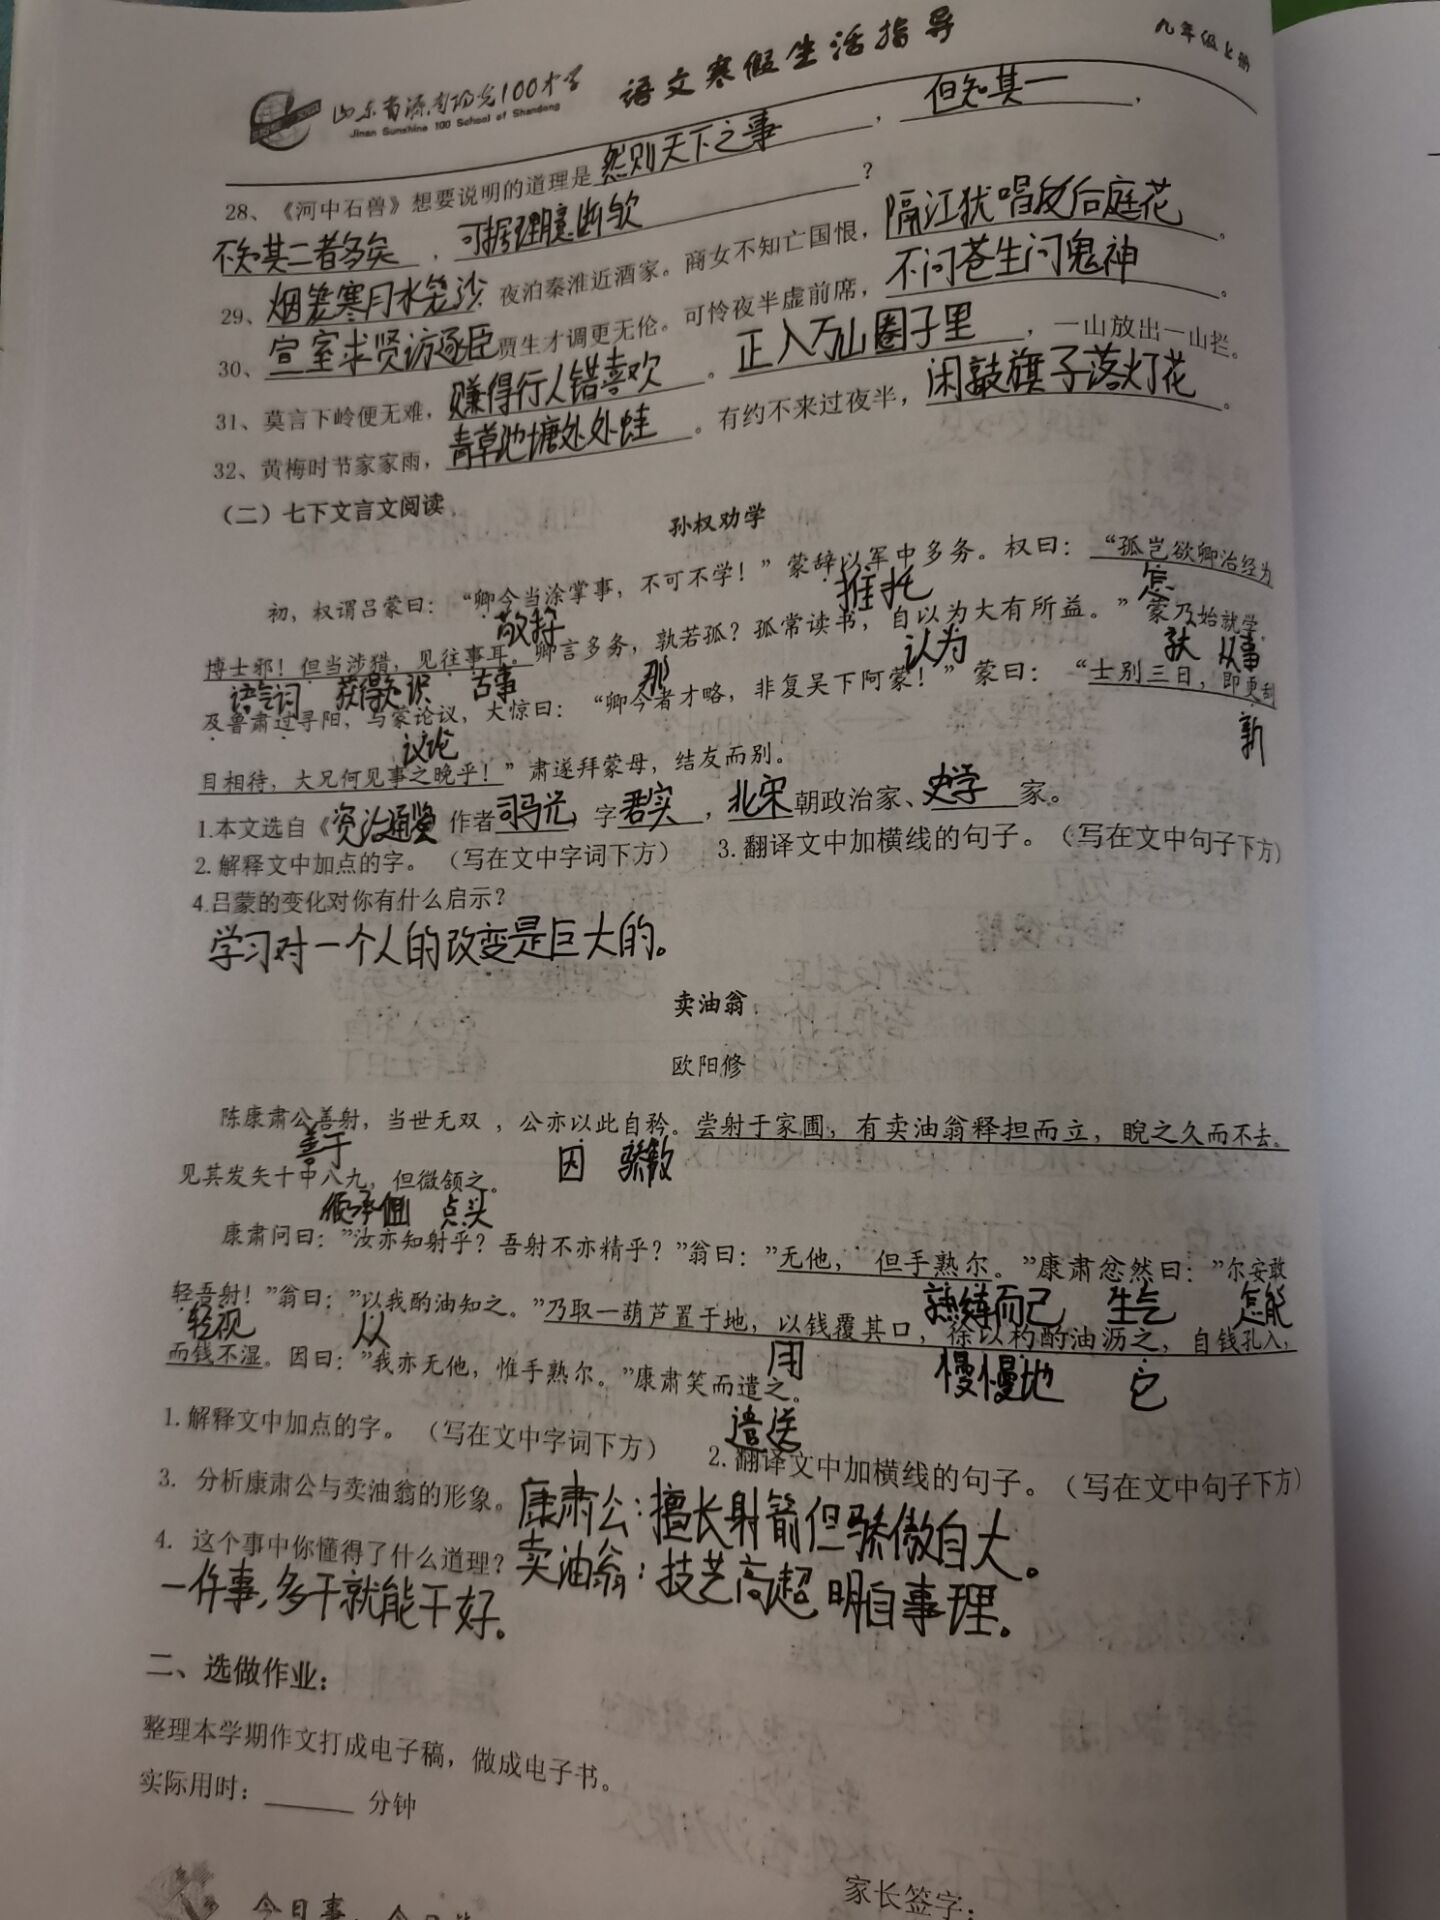 语文寒假生活指导
九年级上册
Jinan Sunshine 100 School of Shandong
28、《河中石兽》想要说明的道理是然则天下之事，但知其一，
不知其二者多矣，可据理臆断欤？
29、烟笼寒月水笼沙 夜泊秦淮近酒家。商女不知亡国恨，隔江犹唱反后庭花。
30、宣室求贤访逐臣贾生才调更无伦。可怜夜半虚前席，不问苍生问鬼神。
31、莫言下岭便无难，赚得行人错喜欢。正入万山圈子里，一山放出一山拦。
32、黄梅时节家家雨，青草池塘处处蛙。有约不来过夜半，闲敲旗子落灯花。
（二）七下文言文阅读
孙权劝学
初，权谓吕蒙曰：“卿今当涂掌事，不可不学！”蒙辞以军中多务。权曰：“孤岂欲卿治经为
推托 怎
博士邪！但当涉猎，见往事耳。卿言多务，孰若孤？孤常读书，自以为大有所益。”蒙乃始就学。
语气词 获得知识 古事 那 认为 从事
及鲁肃过寻阳，与蒙论议，大惊曰：“卿今者才略，非复吴下阿蒙！”蒙曰：“士别三日，即更刮
议论 新
目相待，大兄何见事之晚乎！”肃遂拜蒙母，结友而别。
1.本文选自《资治通鉴 作者司马光，字君实，北宋朝政治家、史学家。
2.解释文中加点的字。（写在文中字词下方） 3.翻译文中加横线的句子。（写在文中句子下方）
4.吕蒙的变化对你有什么启示？
学习对一个人的改变是巨大的。
卖油翁
欧阳修
陈康肃公善射，当世无双 ，公亦以此自矜。尝射于家圃，有卖油翁释担而立，睨之久而不去。
善于 因 骄傲
见其发矢十中八九，但微颔之。
点头
康肃问曰：”汝亦知射乎？吾射不亦精乎？”翁曰：”无他， 但手熟尔。”康肃忿然曰：”尔安敢
熟练而已 生气 怎能
轻吾射！”翁曰：”以我酌油知之。”乃取一葫芦置于地，以钱覆其口，徐以杓酌油沥之，自钱孔入，
轻视 从 用 慢慢地 它
而钱不湿。因曰：”我亦无他，惟手熟尔。”康肃笑而遣之。
遣送
1.解释文中加点的字。（写在文中字词下方） 2.翻译文中加横线的句子。（写在文中句子下方）
3. 分析康肃公与卖油翁的形象。康肃公：擅长射箭但骄傲自大。
卖油翁：技艺高超 明白事理。
4. 这个事中你懂得了什么道理？
一件事，多干就能干好。
二、选做作业：
整理本学期作文打成电子稿，做成电子书。
实际用时：______ 分钟
家长签字：